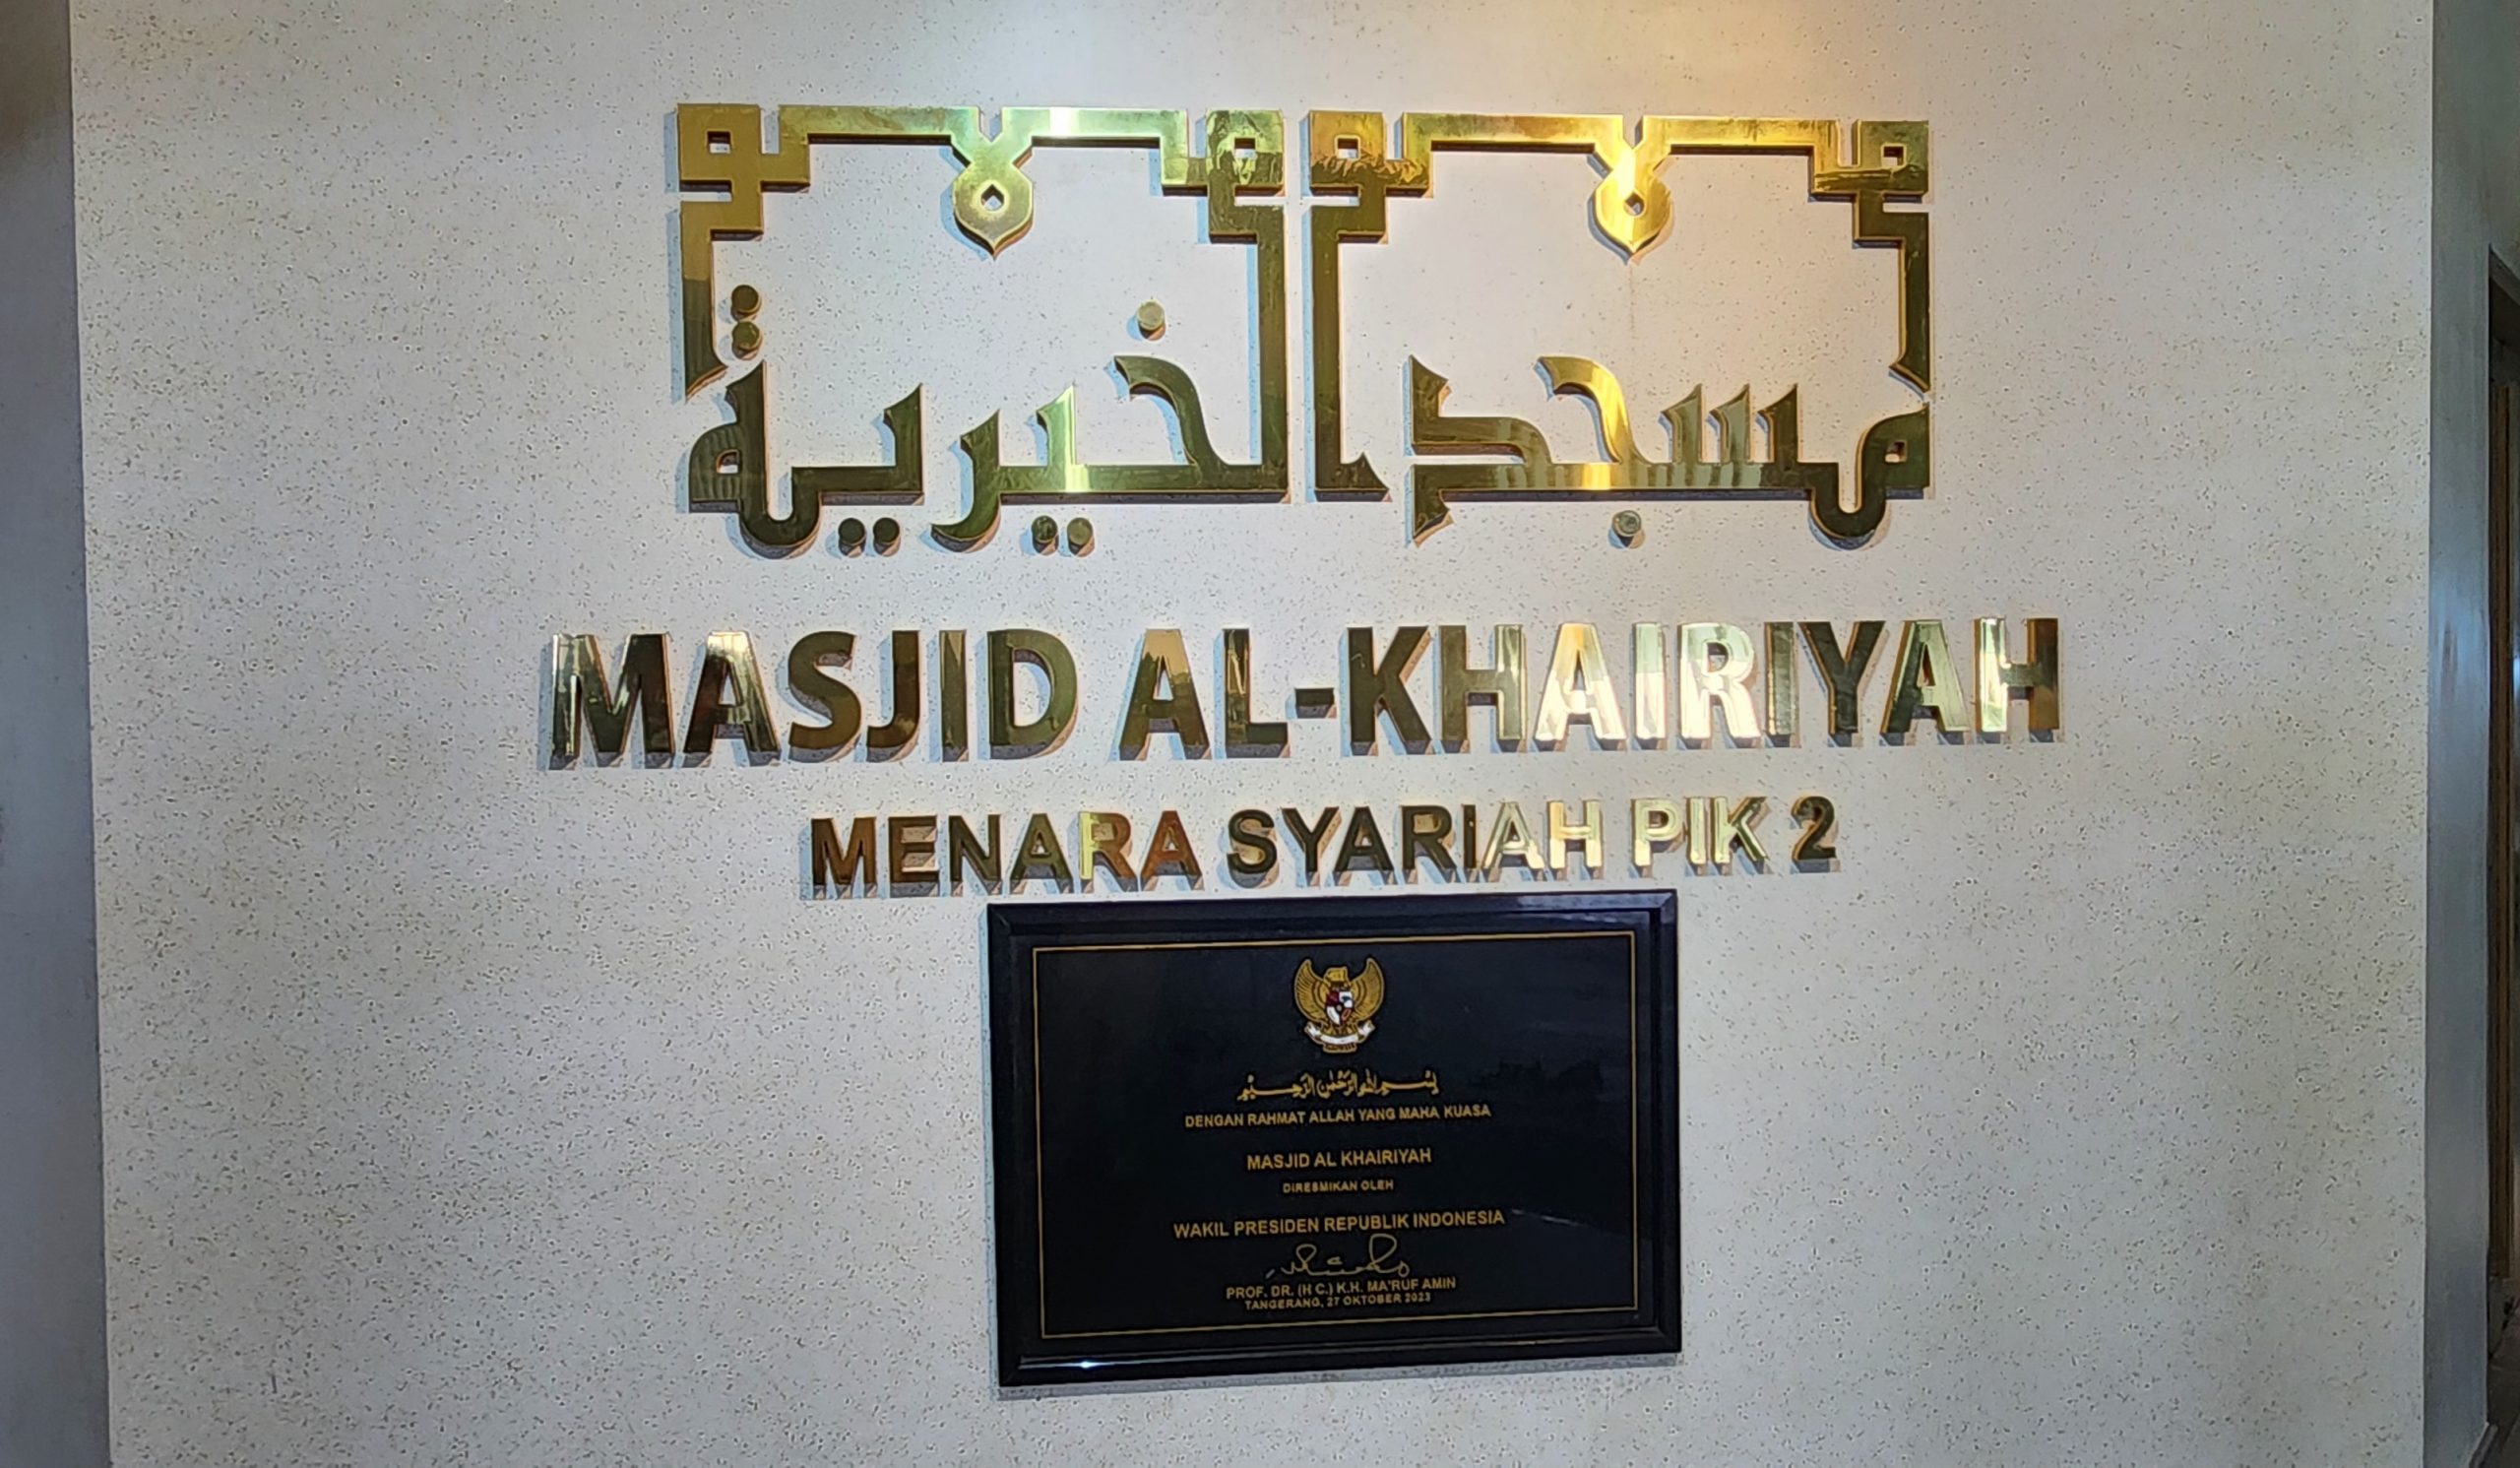 مسجد الخيرية
MASJID AL-KHAIRIYAH
MENARA SYARIAH PIK 2
بسم الله الرحمن الرحيم
DENGAN RAHMAT ALLAH YANG MAHA KUASA
MASJID AL KHAIRIYAH
DIRESMIKAN OLEH
WAKIL PRESIDEN REPUBLIK INDONESIA
PROF. DR. (H C.) K.H. MA'RUF AMIN
TANGERANG, 27 OKTOBER 2023